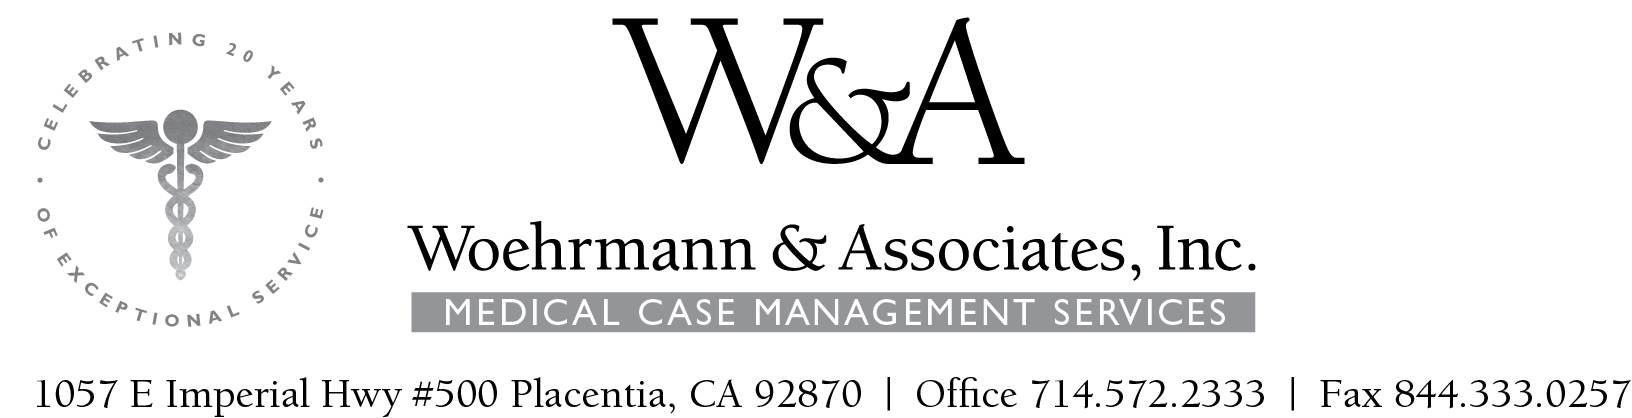 CELEBRATING 20 YEARS
• OF EXCEPTIONAL SERVICE •
W&A
Woehrmann & Associates, Inc.
MEDICAL CASE MANAGEMENT SERVICES
1057 E Imperial Hwy #500 Placentia, CA 92870 | Office 714.572.2333 | Fax 844.333.0257